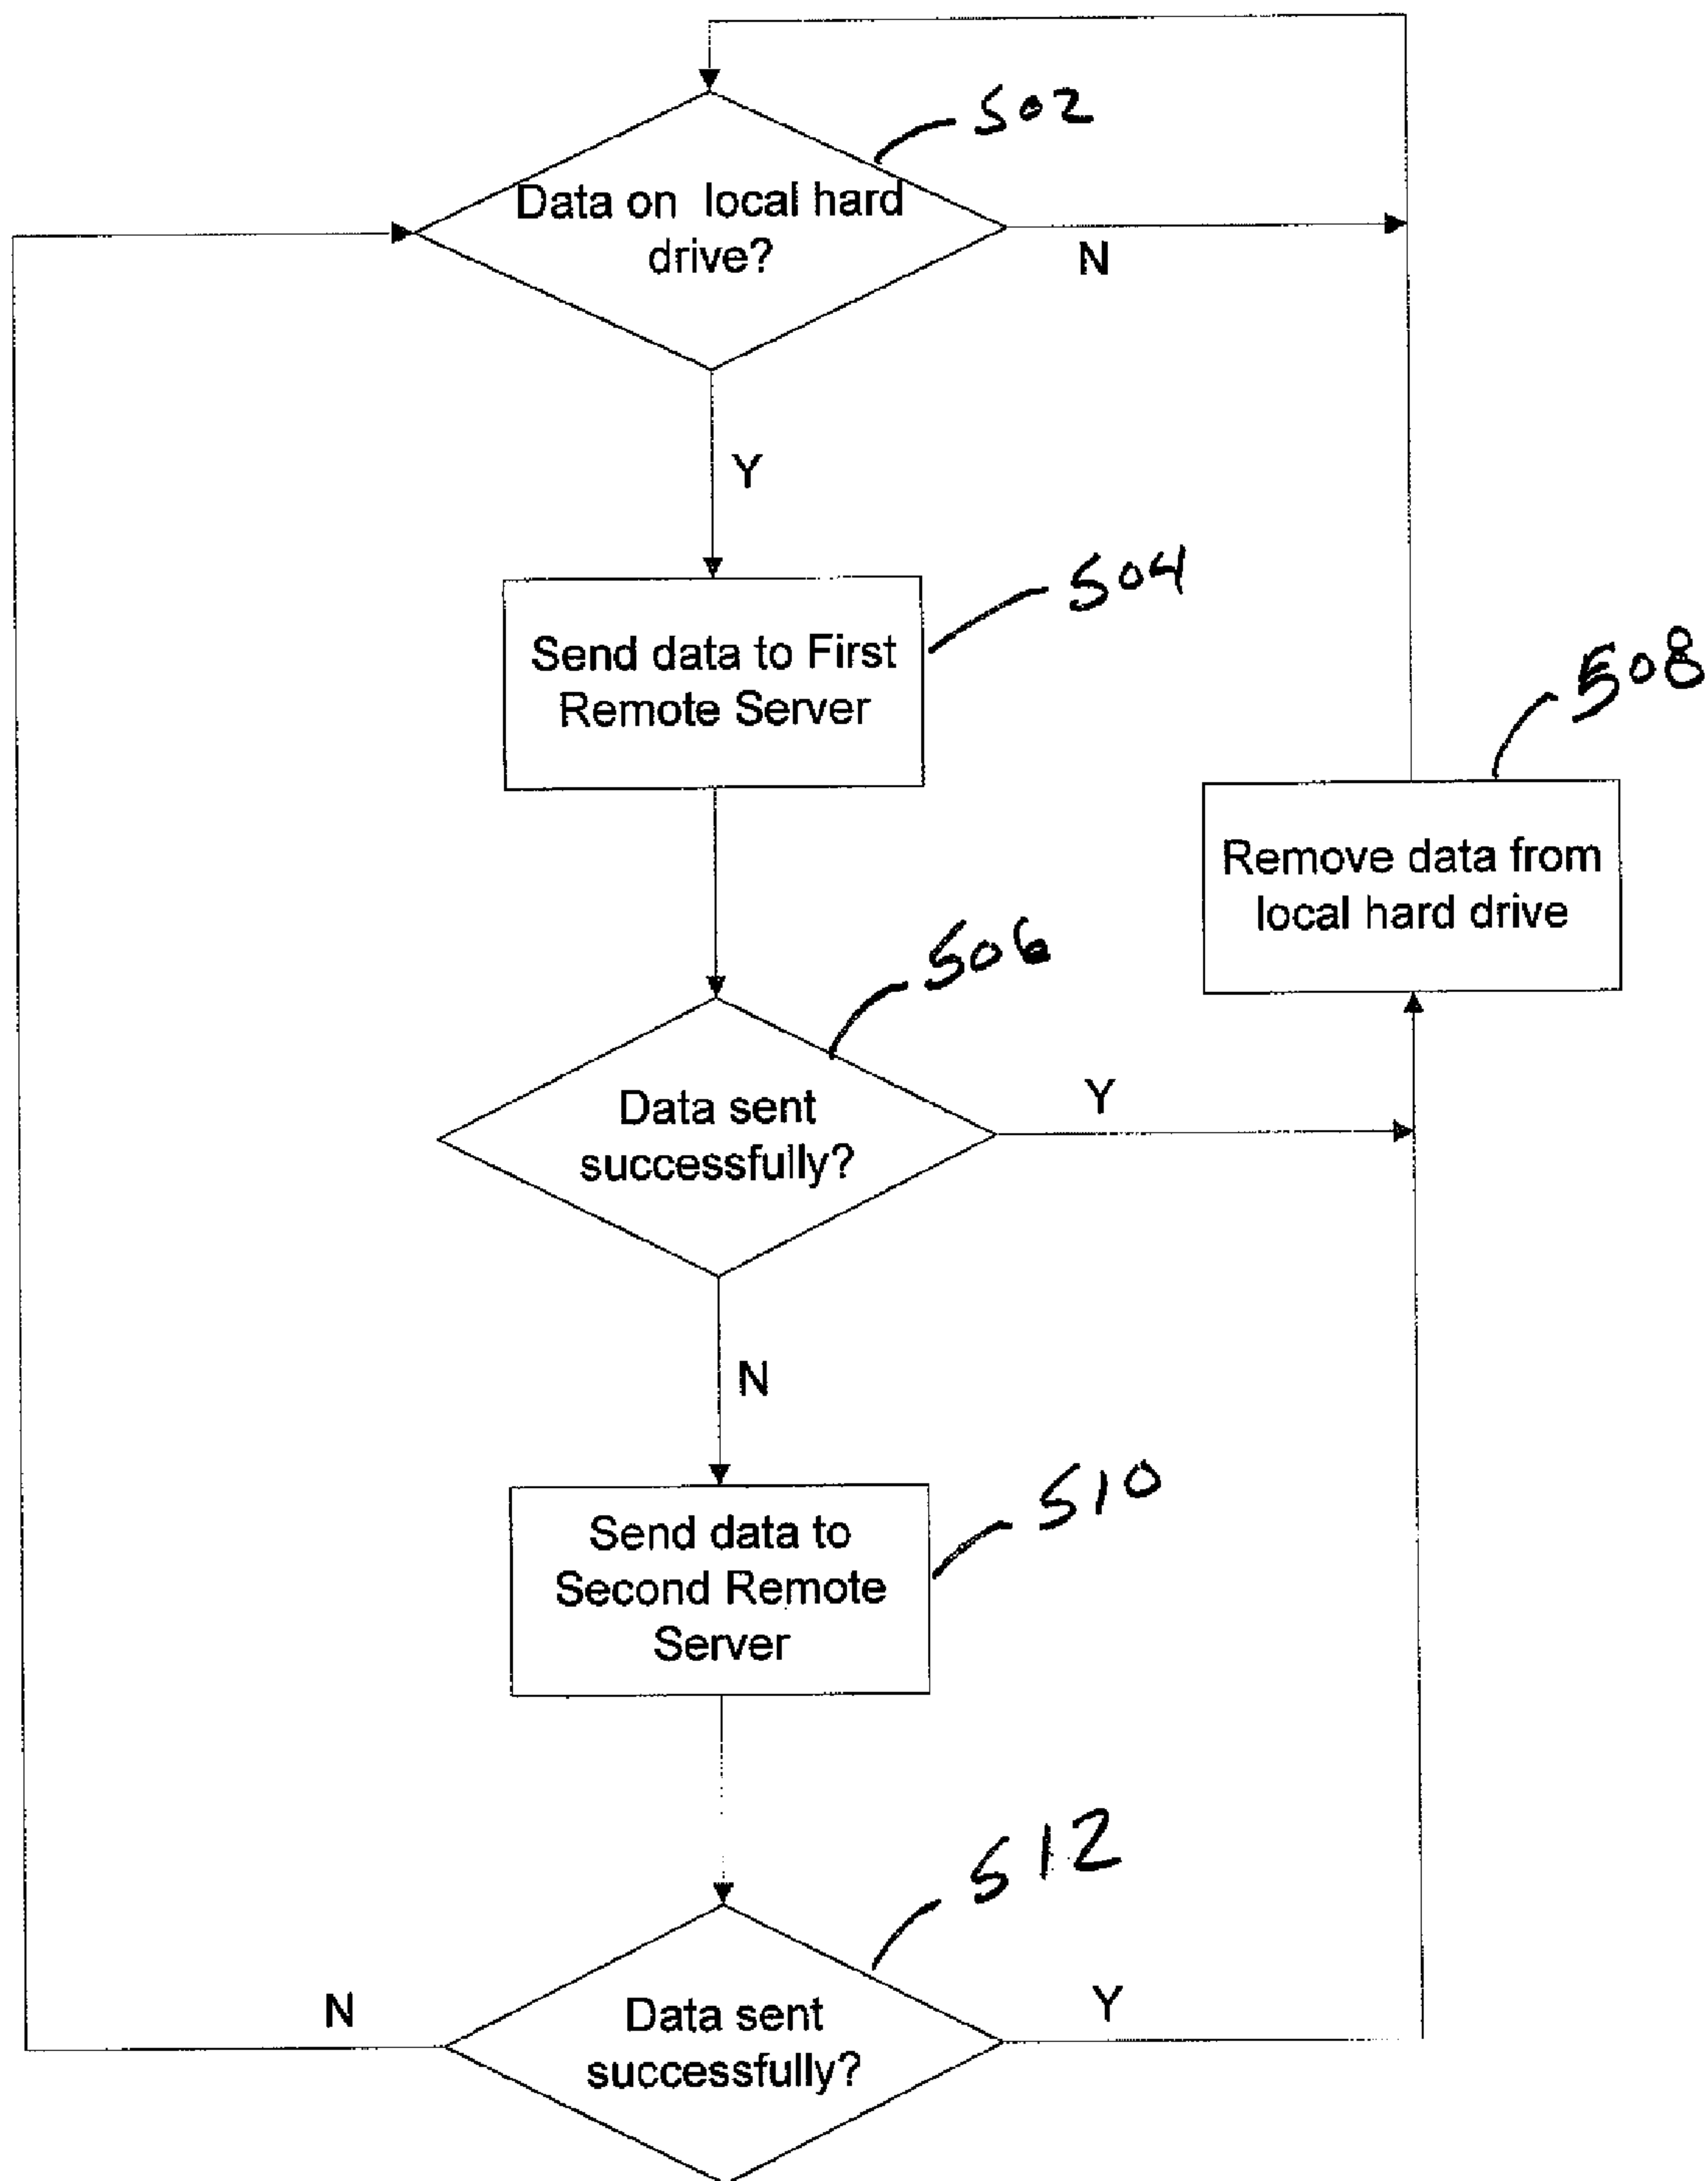 502
Data on local hard
drive?
N
Y
504
Send data to First
Remote Server
508
Remove data from
local hard drive
506
Data sent
successfully?
Y
N
510
Send data to
Second Remote
Server
512
N
Data sent
successfully?
Y